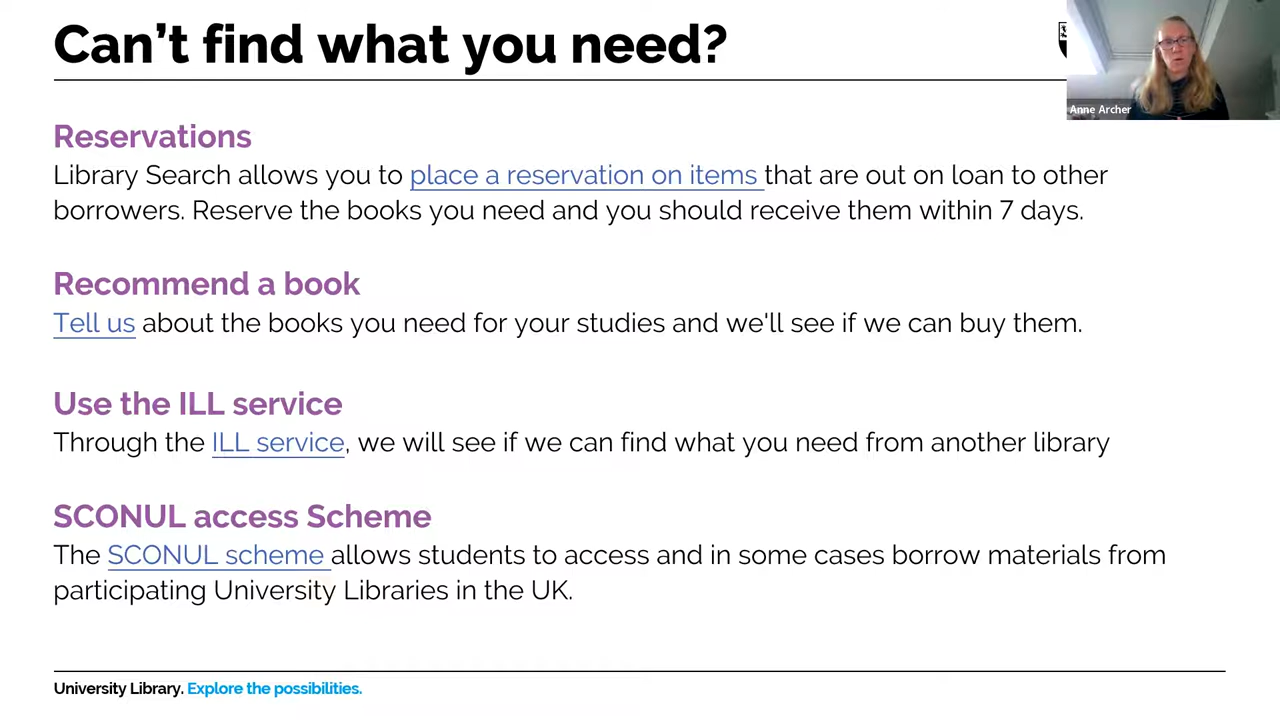 Can’t find what you need?
Anne Archer
Reservations
Library Search allows you to place a reservation on items that are out on loan to other
borrowers. Reserve the books you need and you should receive them within 7 days.
Recommend a book
Tell us about the books you need for your studies and we'll see if we can buy them.
Use the ILL service
Through the ILL service, we will see if we can find what you need from another library
SCONUL access Scheme
The SCONUL scheme allows students to access and in some cases borrow materials from
participating University Libraries in the UK.
University Library. Explore the possibilities.